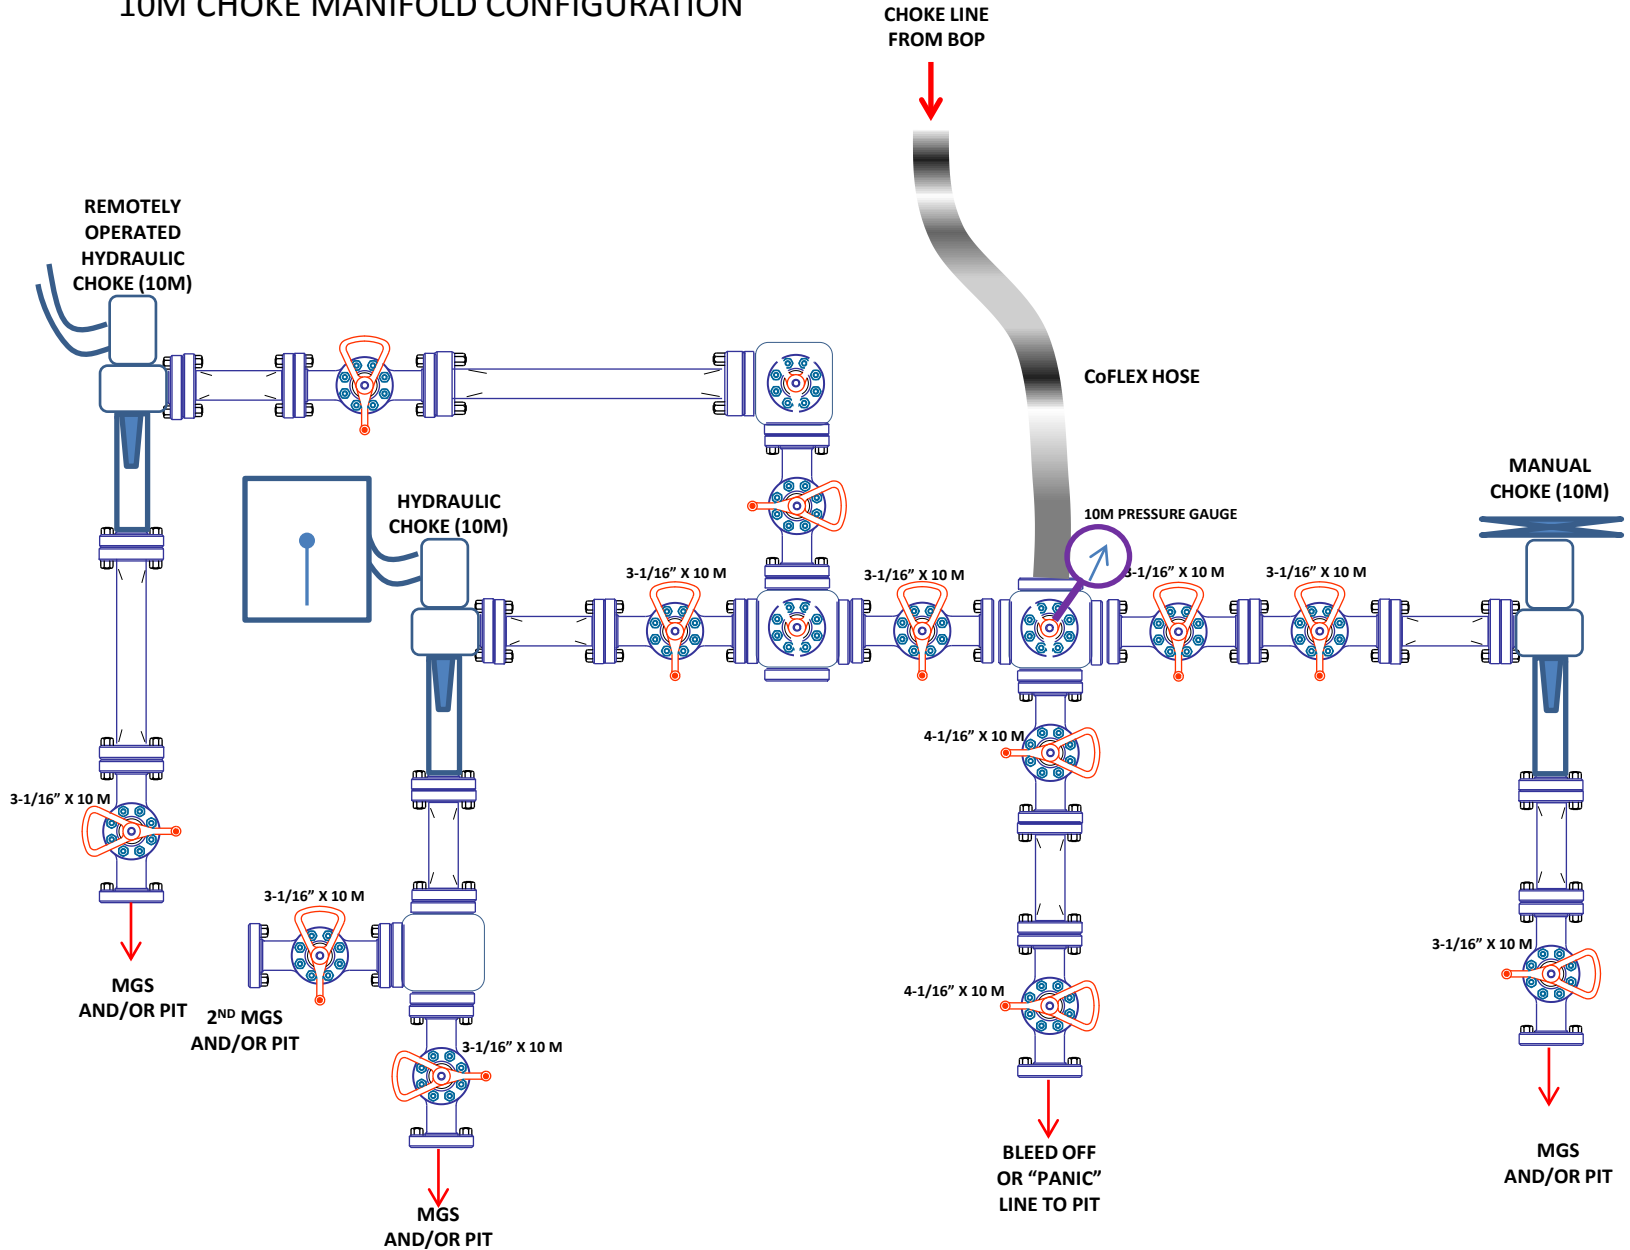 10M CHOKE MANIFOLD CONFIGURATION
CHOKE LINE
FROM BOP
REMOTELY
OPERATED
HYDRAULIC
CHOKE (10M)
CoFLEX HOSE
MANUAL
CHOKE (10M)
HYDRAULIC
CHOKE (10M)
10M PRESSURE GAUGE
3-1/16” X 10 M
3-1/16” X 10 M
3-1/16” X 10 M
3-1/16” X 10 M
4-1/16” X 10 M
3-1/16” X 10 M
3-1/16” X 10 M
3-1/16” X 10 M
4-1/16” X 10 M
MGS
AND/OR PIT
2ND MGS
AND/OR PIT
3-1/16” X 10 M
BLEED OFF
OR “PANIC”
LINE TO PIT
MGS
AND/OR PIT
MGS
AND/OR PIT